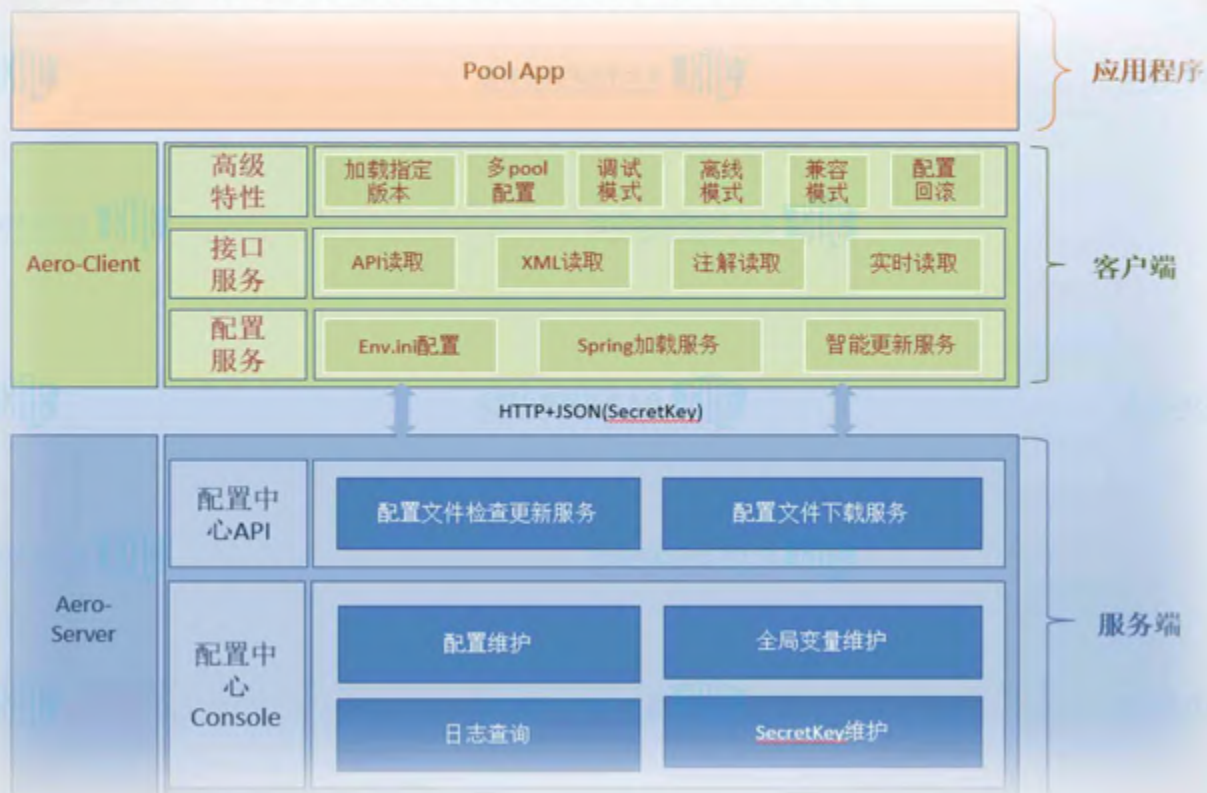 Pool App
应用程序
Aero-Client
高级
特性
加载指定
版本
多pool
配置
调试
模式
离线
模式
兼容
模式
配置
回滚
接口
服务
API读取
XML读取
注解读取
实时读取
配置
服务
Env.ini配置
Spring加载服务
智能更新服务
客户端
HTTP+JSON(SecretKey)
Aero-
Server
配置中
心API
配置文件检查更新服务
配置文件下载服务
配置中
心
Console
配置维护
全局变量维护
日志查询
SecretKey维护
服务端